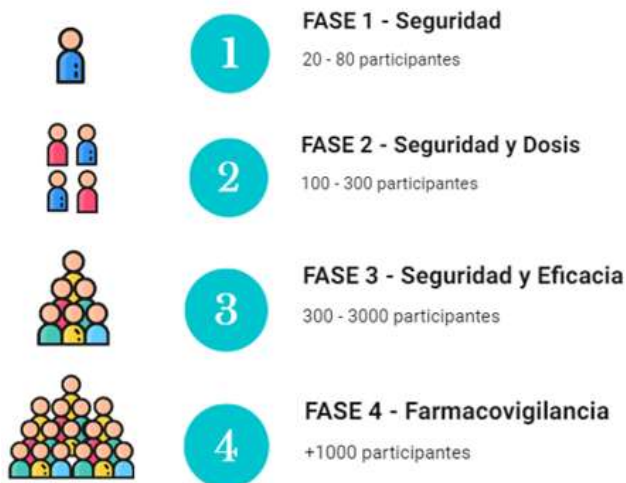 1
FASE 1 - Seguridad
20 - 80 participantes
2
FASE 2 - Seguridad y Dosis
100 - 300 participantes
3
FASE 3 - Seguridad y Eficacia
300 - 3000 participantes
4
FASE 4 - Farmacovigilancia
+1000 participantes